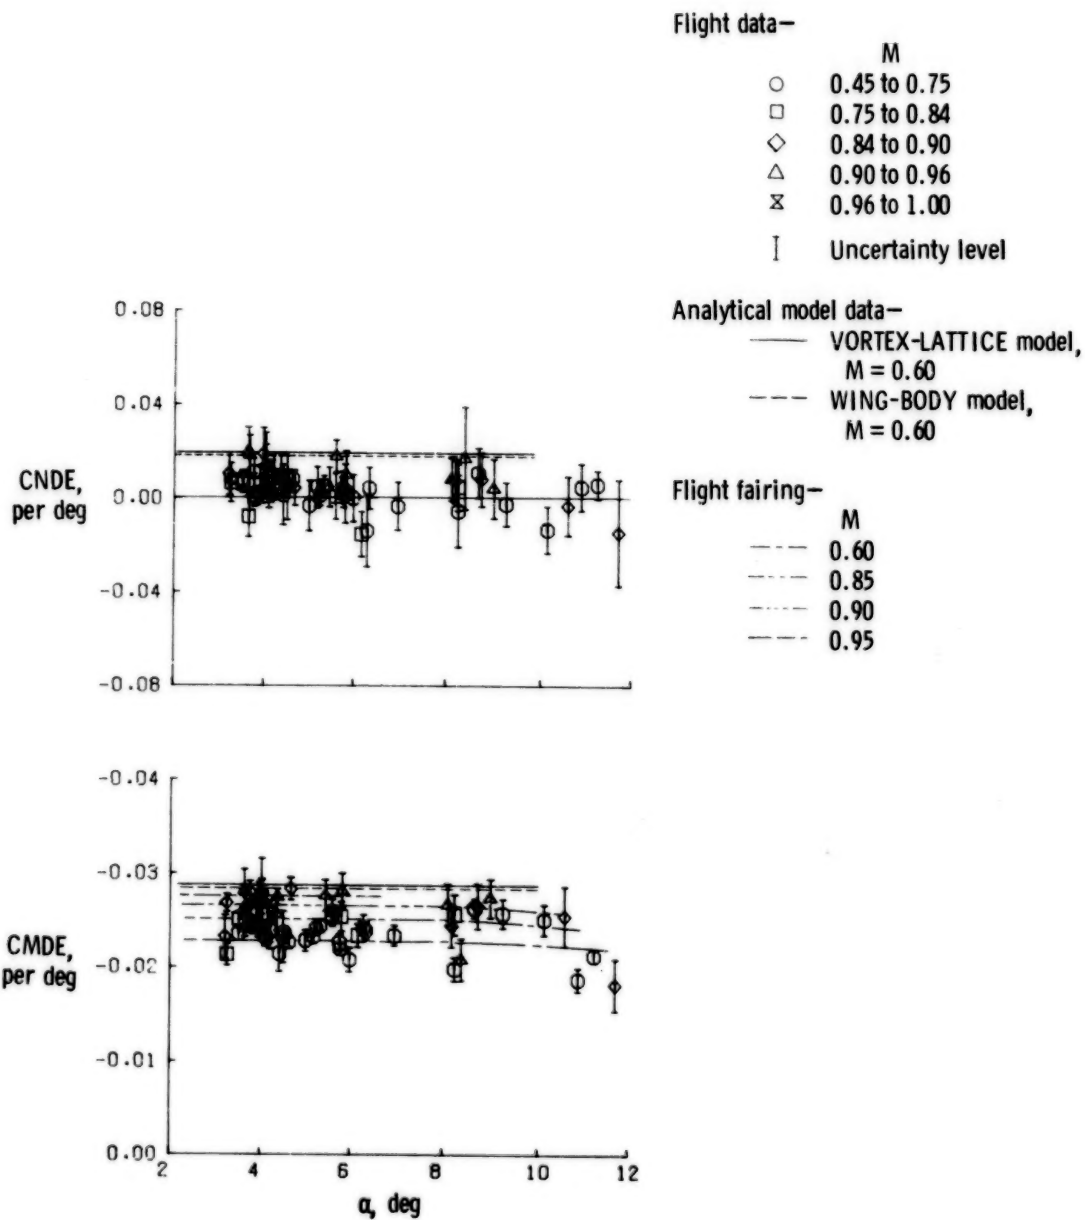 Flight data—
M
0.45 to 0.75
0.75 to 0.84
0.84 to 0.90
0.90 to 0.96
0.96 to 1.00
Uncertainty level
Analytical model data—
VORTEX-LATTICE model,
M = 0.60
WING-BODY model,
M = 0.60
Flight fairing—
M
0.60
0.85
0.90
0.95
0.08
0.04
CNDE,
per deg
0.00
-0.04
-0.08
-0.04
-0.03
CMDE,
per deg
-0.02
-0.01
0.00
2 4 6 8 10 12
α, deg